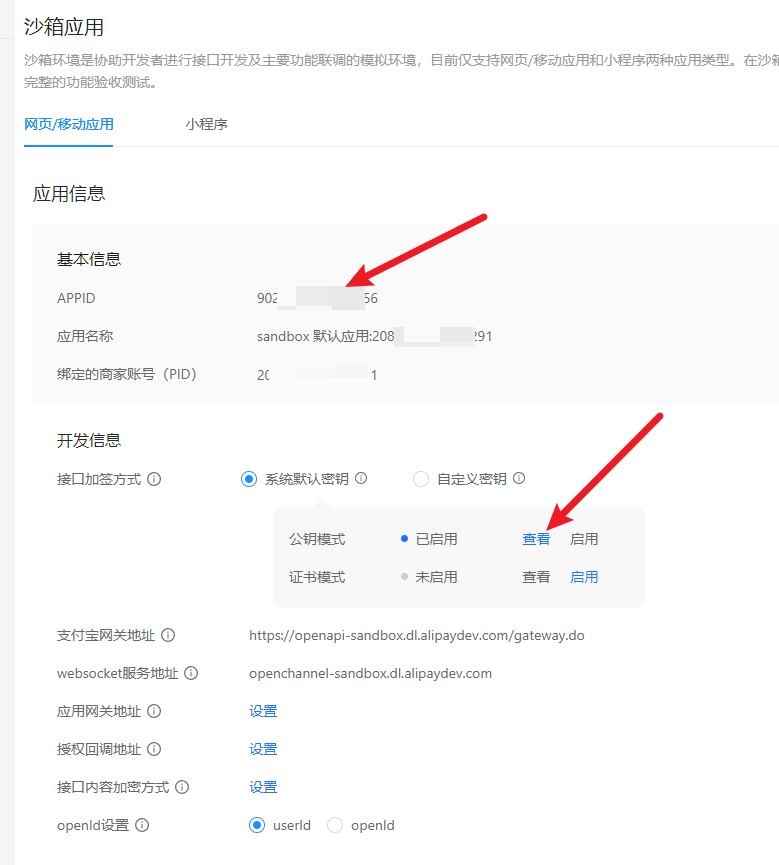 沙箱应用
沙箱环境是协助开发者进行接口开发及主要功能联调的模拟环境，目前仅支持网页/移动应用和小程序两种应用类型。在沙箱
完整的功能验收测试。
网页/移动应用 小程序
应用信息
基本信息
APPID 902 56
应用名称 sandbox 默认应用:208 291
绑定的商家账号（PID） 20 1
开发信息
接口加签方式 系统默认密钥 自定义密钥
公钥模式 已启用 查看 启用
证书模式 未启用 查看 启用
支付宝网关地址 https://openapi-sandbox.dl.alipaydev.com/gateway.do
websocket服务地址 openchannel-sandbox.dl.alipaydev.com
应用网关地址 设置
授权回调地址 设置
接口内容加密方式 设置
openId设置 userId openId